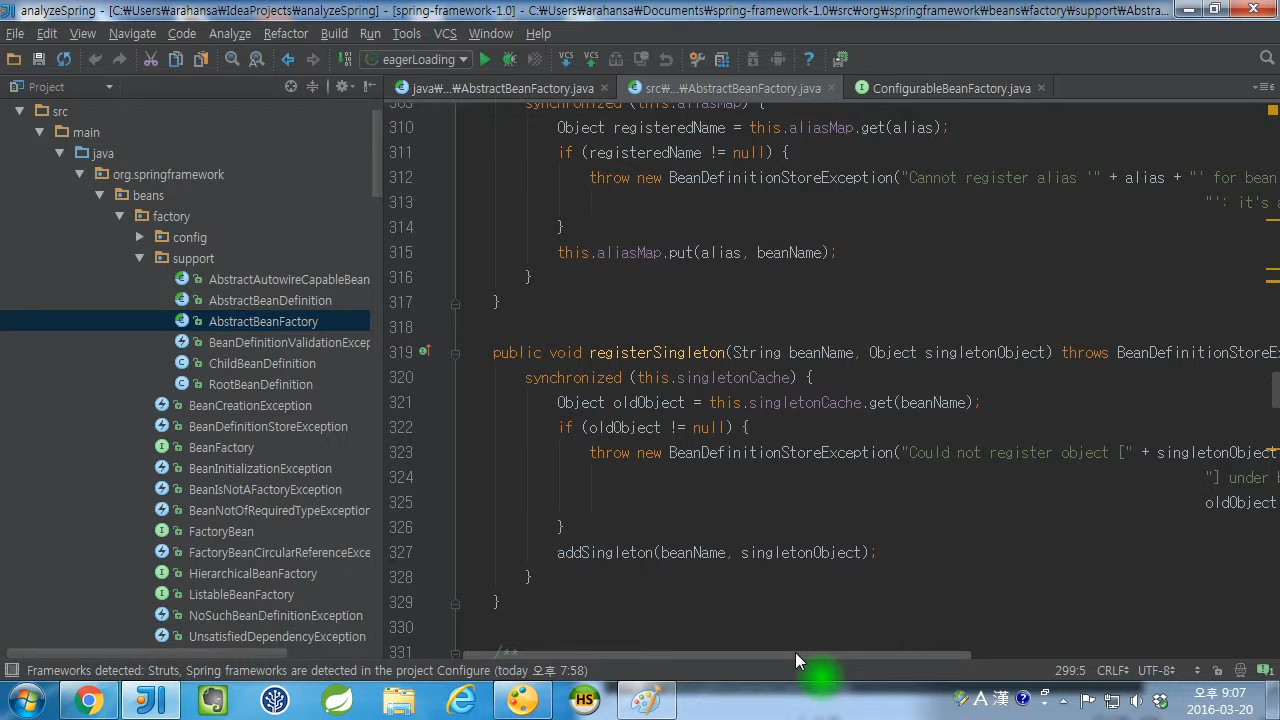 analyzeSpring - [C:₩Users₩arahansa₩IdeaProjects₩analyzeSpring] - [spring-framework-1.0] - C:₩Users₩arahansa₩Documents₩spring-framework-1.0₩src₩org₩springframework₩beans₩factory₩support₩Abstra...
File Edit View Navigate Code Analyze Refactor Build Run Tools VCS Window Help
eagerLoading VCS VCS
Project
java₩...₩AbstractBeanFactory.java
src₩...₩AbstractBeanFactory.java
ConfigurableBeanFactory.java
src
main
java
org.springframework
beans
factory
config
support
AbstractAutowireCapableBean
AbstractBeanDefinition
AbstractBeanFactory
BeanDefinitionValidationExcep
ChildBeanDefinition
RootBeanDefinition
BeanCreationException
BeanDefinitionStoreException
BeanFactory
BeanInitializationException
BeanIsNotAFactoryException
BeanNotOfRequiredTypeException
FactoryBean
FactoryBeanCircularReferenceExce
HierarchicalBeanFactory
ListableBeanFactory
NoSuchBeanDefinitionException
UnsatisfiedDependencyException
synchronized (this.aliasMap) {
310 Object registeredName = this.aliasMap.get(alias);
311 if (registeredName != null) {
312 throw new BeanDefinitionStoreException("Cannot register alias '" + alias + "' for bean
313 "': it's a
314 }
315 this.aliasMap.put(alias, beanName);
316 }
317 }
318
319 public void registerSingleton(String beanName, Object singletonObject) throws BeanDefinitionStoreE
320 synchronized (this.singletonCache) {
321 Object oldObject = this.singletonCache.get(beanName);
322 if (oldObject != null) {
323 throw new BeanDefinitionStoreException("Could not register object [" + singletonObject
324 "] under b
325 oldObject
326 }
327 addSingleton(beanName, singletonObject);
328 }
329 }
330
331 /**
Frameworks detected: Struts, Spring frameworks are detected in the project Configure (today 오후 7:58)
299:5 CRLF UTF-8
HS
A 漢
오후 9:07
2016-03-20